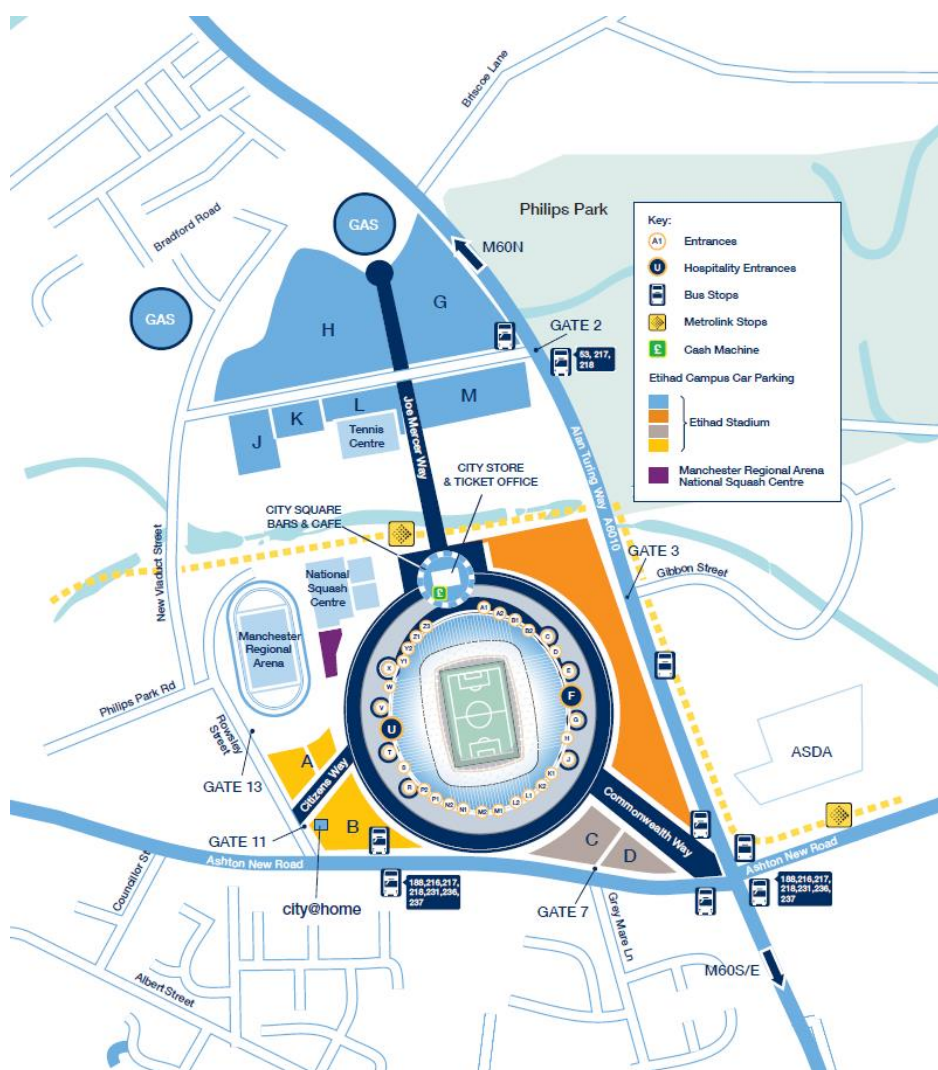 Briscoe Lane
Philips Park
Bradford Road
GAS
M60N
GAS
H
G
GATE 2
53, 217,
218
Key:
A1 Entrances
U Hospitality Entrances
Bus Stops
Metrolink Stops
£ Cash Machine
Etihad Campus Car Parking
Etihad Stadium
Manchester Regional Arena
National Squash Centre
J
K
L
M
Tennis
Centre
Joe Mercer Way
Alan Turing Way A6010
CITY STORE
& TICKET OFFICE
CITY SQUARE
BARS & CAFE
New Viaduct Street
National
Squash
Centre
GATE 3
Gibbon Street
£
Manchester
Regional
Arena
A1
A2
B1
B2
C
D
E
F
G
H
J
K1
K2
L1
L2
M1
M2
N1
N2
P1
P2
R
S
T
U
V
W
X
Y1
Y2
Z1
Z3
Philips Park Rd
Rowsley
Street
GATE 13
A
Citizens Way
B
GATE 11
ASDA
Commonwealth Way
C
D
Ashton New Road
Ashton New Road
188,216,217,
218,231,236,
237
188,216,217,
218,231,236,
237
city@home
GATE 7
Grey Mare Ln
Councillor St
Albert Street
M60S/E